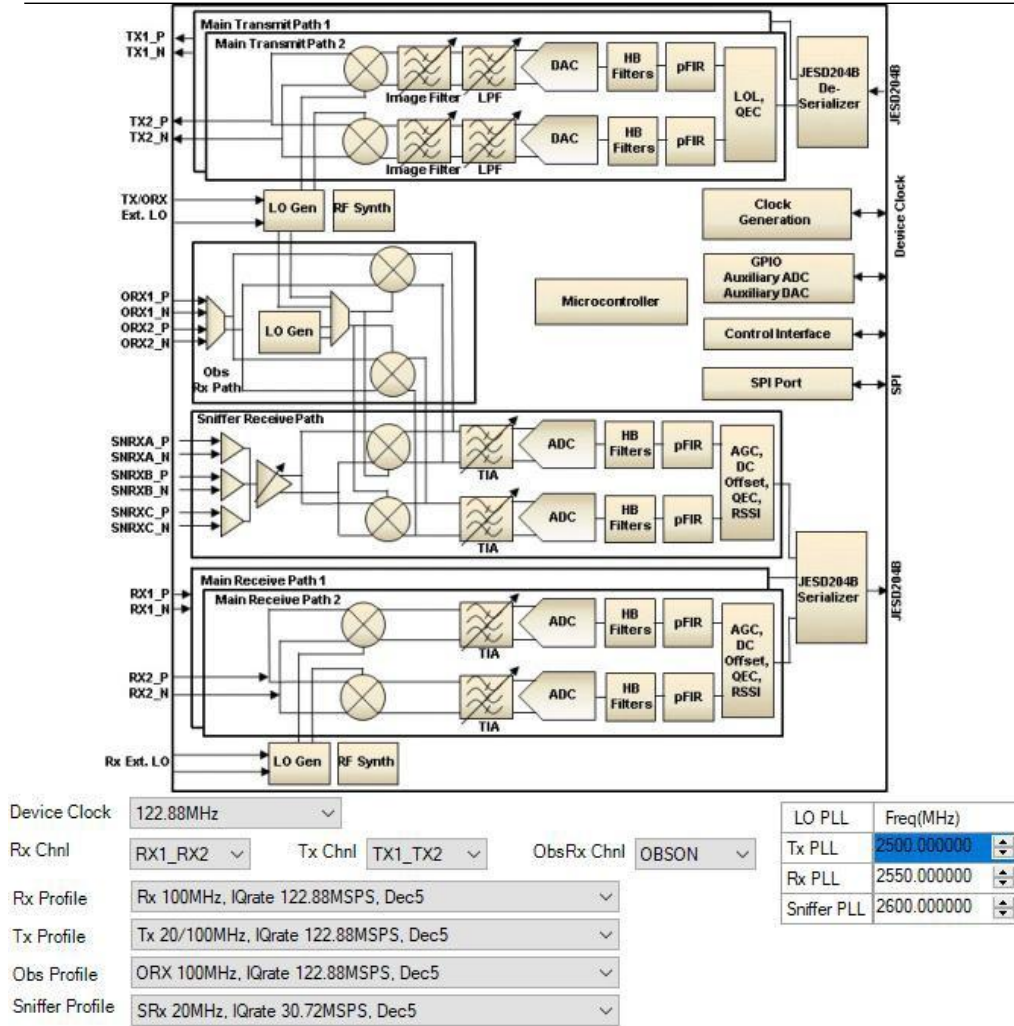 Main Transmit Path 1
TX1_P
TX1_N
Main Transmit Path 2
DAC
HB Filters
pFIR
Image Filter
LPF
LOL, QEC
JESD204B De-Serializer
JESD204B
TX2_P
TX2_N
DAC
HB Filters
pFIR
Image Filter
LPF
TX/ORX
Ext. LO
LO Gen
RF Synth
Clock Generation
Device Clock
GPIO
Auxiliary ADC
Auxiliary DAC
Microcontroller
Control Interface
SPI Port
SPI
ORX1_P
ORX1_N
ORX2_P
ORX2_N
LO Gen
Obs
Rx Path
Sniffer Receive Path
SNRXA_P
SNRXA_N
SNRXB_P
SNRXB_N
SNRXC_P
SNRXC_N
TIA
ADC
HB Filters
pFIR
TIA
ADC
HB Filters
pFIR
AGC, DC Offset, QEC, RSSI
JESD204B Serializer
JESD204B
Main Receive Path 1
RX1_P
RX1_N
Main Receive Path 2
TIA
ADC
HB Filters
pFIR
AGC, DC Offset, QEC, RSSI
RX2_P
RX2_N
TIA
ADC
HB Filters
pFIR
Rx Ext. LO
LO Gen
RF Synth
Device Clock 122.88MHz
Rx Chnl RX1_RX2 Tx Chnl TX1_TX2 ObsRx Chnl OBSON
Rx Profile Rx 100MHz, IQrate 122.88MSPS, Dec5
Tx Profile Tx 20/100MHz, IQrate 122.88MSPS, Dec5
Obs Profile ORX 100MHz, IQrate 122.88MSPS, Dec5
Sniffer Profile SRx 20MHz, IQrate 30.72MSPS, Dec5
LO PLL Freq(MHz)
Tx PLL 2500.000000
Rx PLL 2550.000000
Sniffer PLL 2600.000000